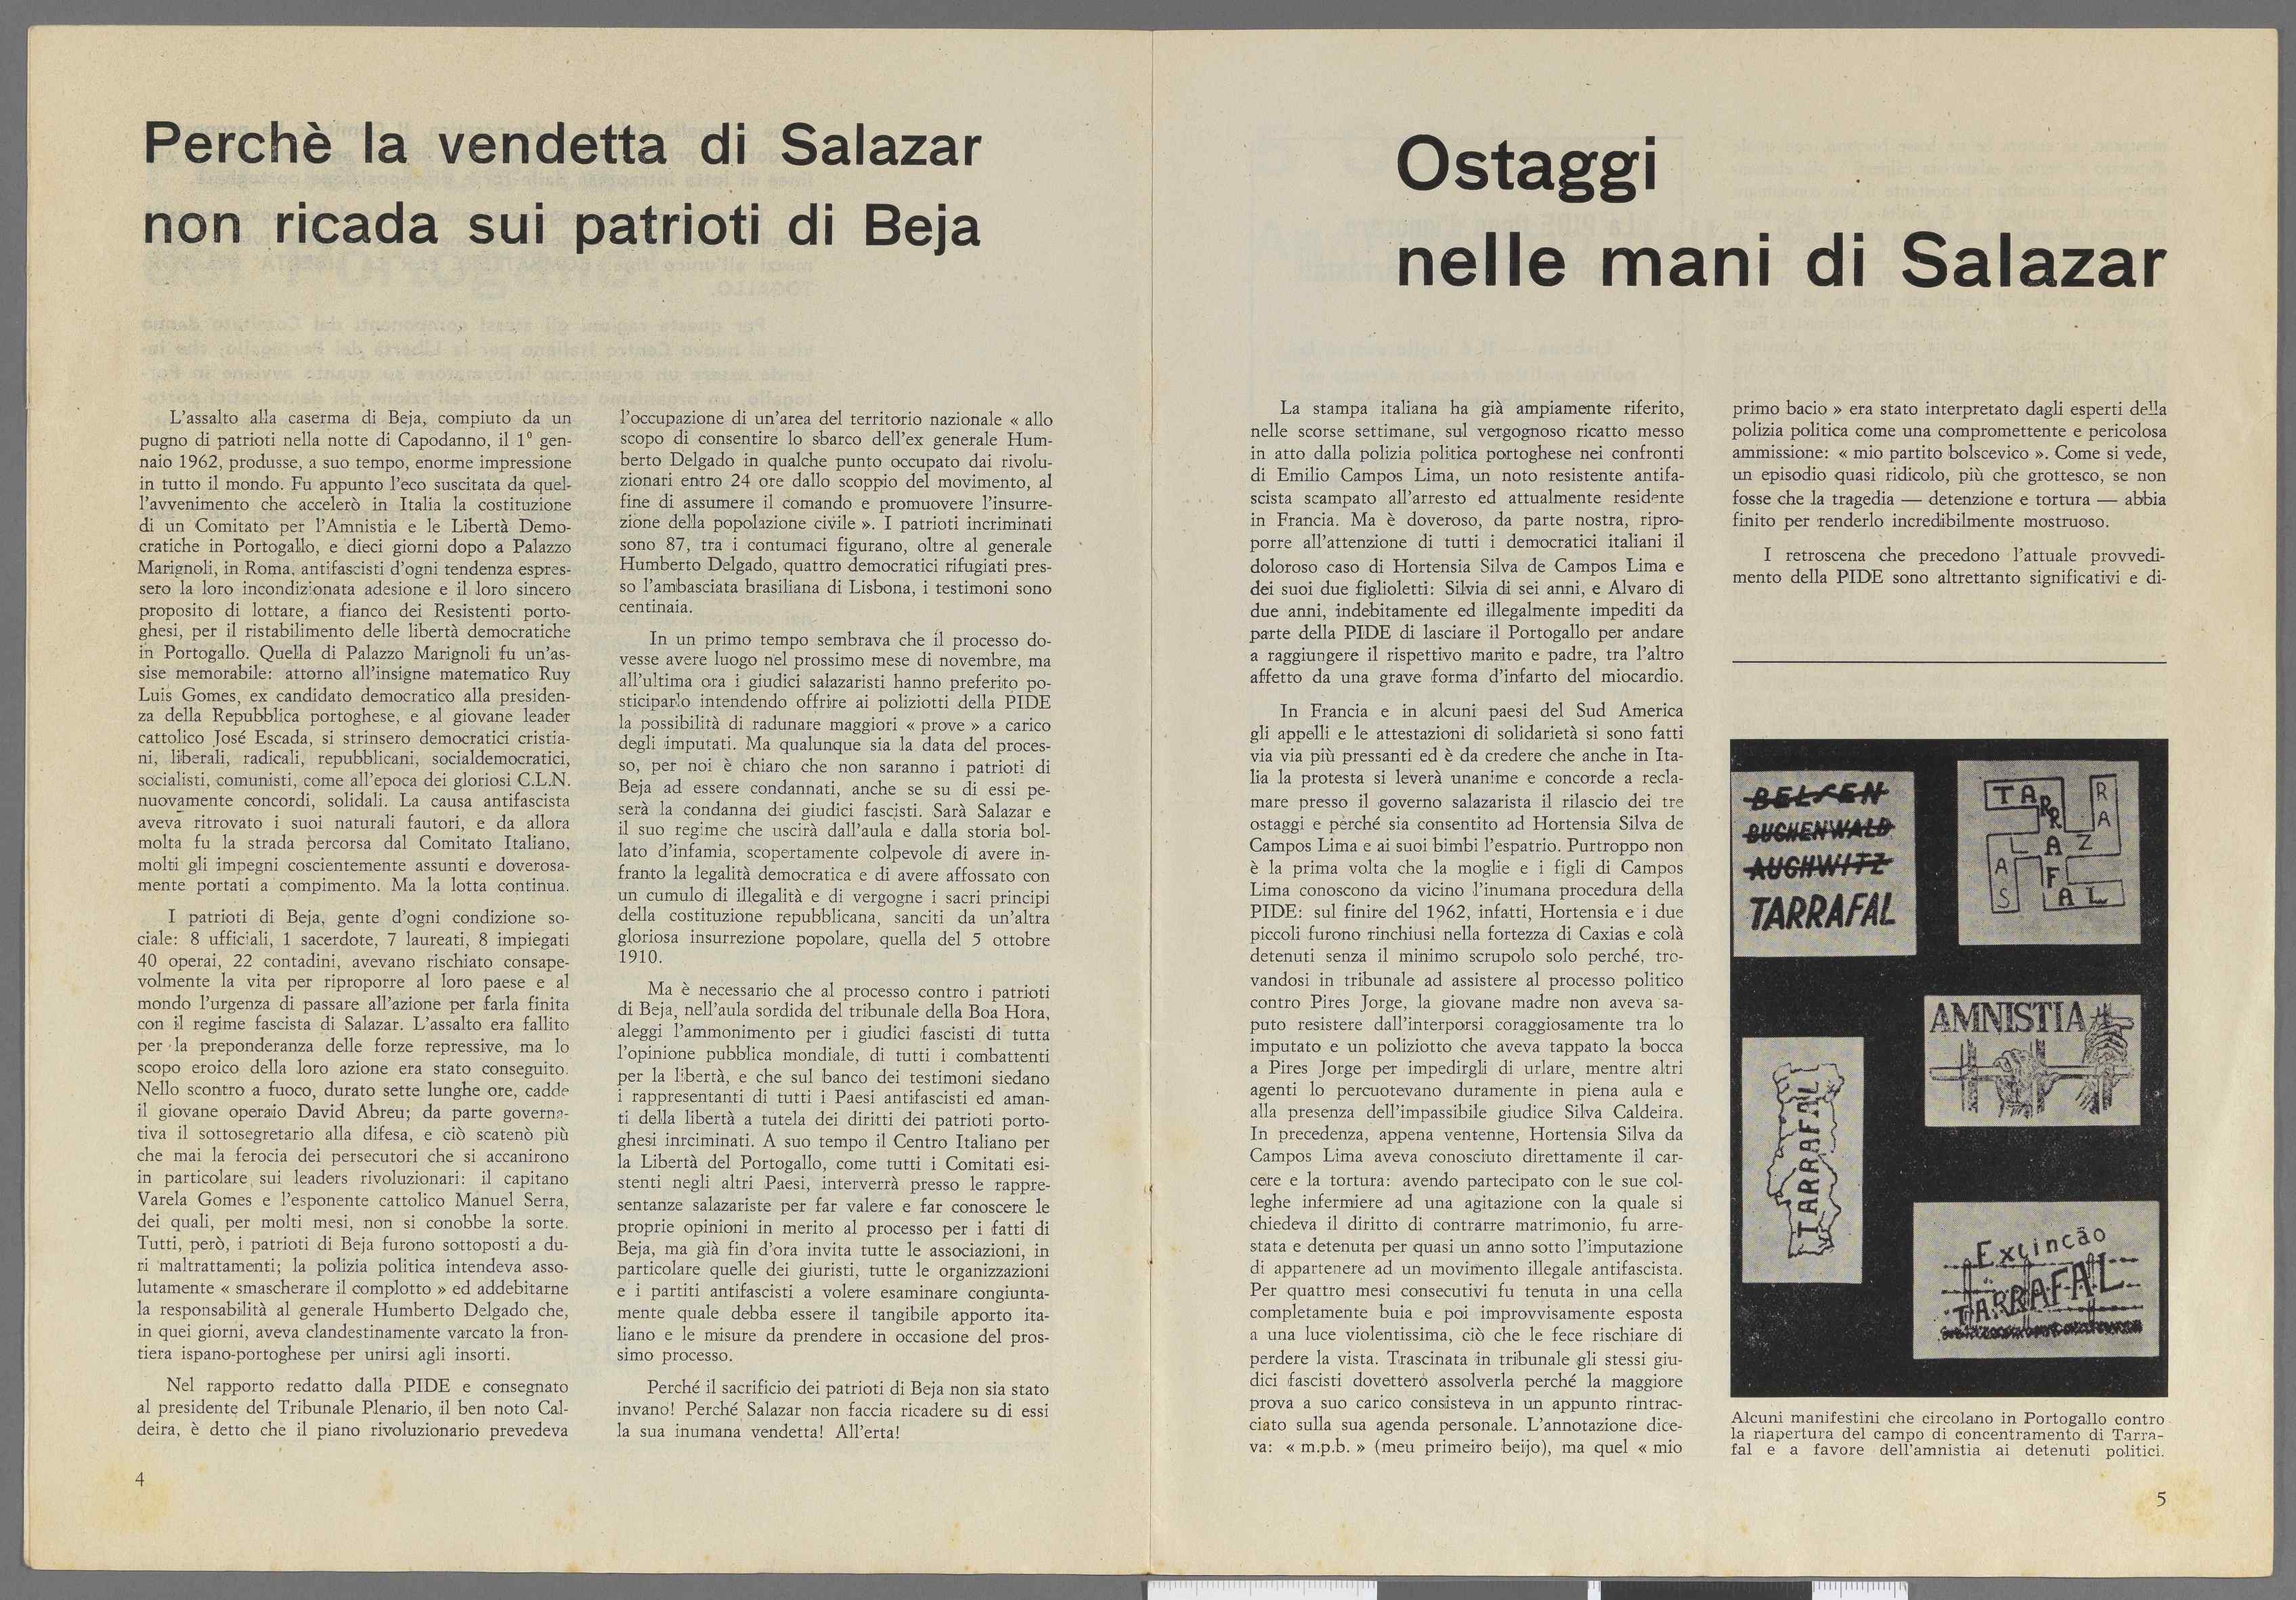 Perchè la vendetta di Salazar
non ricada sui patrioti di Beja
L'assalto alla caserma di Beja, compiuto da un
pugno di patrioti nella notte di Capodanno, il 1° gen-
naio 1962, produsse, a suo tempo, enorme impressione
in tutto il mondo. Fu appunto l'eco suscitata da quel-
l'avvenimento che accelerò in Italia la costituzione
di un Comitato per l'Amnistia e le Libertà Demo-
cratiche in Portogallo, e dieci giorni dopo a Palazzo
Marignoli, in Roma, antifascisti d'ogni tendenza espres-
sero la loro incondizionata adesione e il loro sincero
proposito di lottare, a fianco dei Resistenti porto-
ghesi, per il ristabilimento delle libertà democratiche
in Portogallo. Quella di Palazzo Marignoli fu un'as-
sise memorabile: attorno all'insigne matematico Ruy
Luis Gomes, ex candidato democratico alla presiden-
za della Repubblica portoghese, e al giovane leader
cattolico José Escada, si strinsero democratici cristia-
ni, liberali, radicali, repubblicani, socialdemocratici,
socialisti, comunisti, come all'epoca dei gloriosi C.L.N.
nuovamente concordi, solidali. La causa antifascista
aveva ritrovato i suoi naturali fautori, e da allora
molta fu la strada percorsa dal Comitato Italiano,
molti gli impegni coscientemente assunti e doverosa-
mente portati a compimento. Ma la lotta continua.
I patrioti di Beja, gente d'ogni condizione so-
ciale: 8 ufficiali, 1 sacerdote, 7 laureati, 8 impiegati
40 operai, 22 contadini, avevano rischiato consape-
volmente la vita per riproporre al loro paese e al
mondo l'urgenza di passare all'azione per farla finita
con il regime fascista di Salazar. L'assalto era fallito
per la preponderanza delle forze repressive, ma lo
scopo eroico della loro azione era stato conseguito.
Nello scontro a fuoco, durato sette lunghe ore, cadde
il giovane operaio David Abreu; da parte governa-
tiva il sottosegretario alla difesa, e ciò scatenò più
che mai la ferocia dei persecutori che si accanirono
in particolare sui leaders rivoluzionari: il capitano
Varela Gomes e l'esponente cattolico Manuel Serra,
dei quali, per molti mesi, non si conobbe la sorte.
Tutti, però, i patrioti di Beja furono sottoposti a du-
ri maltrattamenti; la polizia politica intendeva asso-
lutamente « smascherare il complotto » ed addebitarne
la responsabilità al generale Humberto Delgado che,
in quei giorni, aveva clandestinamente varcato la fron-
tiera ispano-portoghese per unirsi agli insorti.
Nel rapporto redatto dalla PIDE e consegnato
al presidente del Tribunale Plenario, il ben noto Cal-
deira, è detto che il piano rivoluzionario prevedeva
l'occupazione di un'area del territorio nazionale « allo
scopo di consentire lo sbarco dell'ex generale Hum-
berto Delgado in qualche punto occupato dai rivolu-
zionari entro 24 ore dallo scoppio del movimento, al
fine di assumere il comando e promuovere l'insurre-
zione della popolazione civile ». I patrioti incriminati
sono 87, tra i contumaci figurano, oltre al generale
Humberto Delgado, quattro democratici rifugiati pres-
so l'ambasciata brasiliana di Lisbona, i testimoni sono
centinaia.
In un primo tempo sembrava che il processo do-
vesse avere luogo nel prossimo mese di novembre, ma
all'ultima ora i giudici salazaristi hanno preferito po-
sticiparlo intendendo offrire ai poliziotti della PIDE
la possibilità di radunare maggiori « prove » a carico
degli imputati. Ma qualunque sia la data del proces-
so, per noi è chiaro che non saranno i patrioti di
Beja ad essere condannati, anche se su di essi pe-
serà la condanna dei giudici fascisti. Sarà Salazar e
il suo regime che uscirà dall'aula e dalla storia bol-
lato d'infamia, scopertamente colpevole di avere in-
franto la legalità democratica e di avere affossato con
un cumulo di illegalità e di vergogne i sacri principi
della costituzione repubblicana, sanciti da un'altra
gloriosa insurrezione popolare, quella del 5 ottobre
1910.
Ma è necessario che al processo contro i patrioti
di Beja, nell'aula sordida del tribunale della Boa Hora,
aleggi l'ammonimento per i giudici fascisti di tutta
l'opinione pubblica mondiale, di tutti i combattenti
per la libertà, e che sul banco dei testimoni siedano
i rappresentanti di tutti i Paesi antifascisti ed aman-
ti della libertà a tutela dei diritti dei patrioti porto-
ghesi inrciminati. A suo tempo il Centro Italiano per
la Libertà del Portogallo, come tutti i Comitati esi-
stenti negli altri Paesi, interverrà presso le rappre-
sentanze salazariste per far valere e far conoscere le
proprie opinioni in merito al processo per i fatti di
Beja, ma già fin d'ora invita tutte le associazioni, in
particolare quelle dei giuristi, tutte le organizzazioni
e i partiti antifascisti a volere esaminare congiunta-
mente quale debba essere il tangibile apporto ita-
liano e le misure da prendere in occasione del pros-
simo processo.
Perché il sacrificio dei patrioti di Beja non sia stato
invano! Perché Salazar non faccia ricadere su di essi
la sua inumana vendetta! All'erta!
4
Ostaggi
nelle mani di Salazar
La stampa italiana ha già ampiamente riferito,
nelle scorse settimane, sul vergognoso ricatto messo
in atto dalla polizia politica portoghese nei confronti
di Emilio Campos Lima, un noto resistente antifa-
scista scampato all'arresto ed attualmente residente
in Francia. Ma è doveroso, da parte nostra, ripro-
porre all'attenzione di tutti i democratici italiani il
doloroso caso di Hortensia Silva de Campos Lima e
dei suoi due figlioletti: Silvia di sei anni, e Alvaro di
due anni, indebitamente ed illegalmente impediti da
parte della PIDE di lasciare il Portogallo per andare
a raggiungere il rispettivo marito e padre, tra l'altro
affetto da una grave forma d'infarto del miocardio.
In Francia e in alcuni paesi del Sud America
gli appelli e le attestazioni di solidarietà si sono fatti
via via più pressanti ed è da credere che anche in Ita-
lia la protesta si leverà unanime e concorde a recla-
mare presso il governo salazarista il rilascio dei tre
ostaggi e perché sia consentito ad Hortensia Silva de
Campos Lima e ai suoi bimbi l'espatrio. Purtroppo non
è la prima volta che la moglie e i figli di Campos
Lima conoscono da vicino l'inumana procedura della
PIDE: sul finire del 1962, infatti, Hortensia e i due
piccoli furono rinchiusi nella fortezza di Caxias e colà
detenuti senza il minimo scrupolo solo perché, tro-
vandosi in tribunale ad assistere al processo politico
contro Pires Jorge, la giovane madre non aveva sa-
puto resistere dall'interporsi coraggiosamente tra lo
imputato e un poliziotto che aveva tappato la bocca
a Pires Jorge per impedirgli di urlare, mentre altri
agenti lo percuotevano duramente in piena aula e
alla presenza dell'impassibile giudice Silva Caldeira.
In precedenza, appena ventenne, Hortensia Silva da
Campos Lima aveva conosciuto direttamente il car-
cere e la tortura: avendo partecipato con le sue col-
leghe infermiere ad una agitazione con la quale si
chiedeva il diritto di contrarre matrimonio, fu arre-
stata e detenuta per quasi un anno sotto l'imputazione
di appartenere ad un movimento illegale antifascista.
Per quattro mesi consecutivi fu tenuta in una cella
completamente buia e poi improvvisamente esposta
a una luce violentissima, ciò che le fece rischiare di
perdere la vista. Trascinata in tribunale gli stessi giu-
dici fascisti dovettero assolverla perché la maggiore
prova a suo carico consisteva in un appunto rintrac-
ciato sulla sua agenda personale. L'annotazione dice-
va: « m.p.b. » (meu primeiro beijo), ma quel « mio
primo bacio » era stato interpretato dagli esperti della
polizia politica come una compromettente e pericolosa
ammissione: « mio partito bolscevico ». Come si vede,
un episodio quasi ridicolo, più che grottesco, se non
fosse che la tragedia — detenzione e tortura — abbia
finito per renderlo incredibilmente mostruoso.
I retroscena che precedono l'attuale provvedi-
mento della PIDE sono altrettanto significativi e di-
BELSEN
BUCHENWALD
AUCHWITZ
TARRAFAL
TARRAFAL
LAZ
RA
AS
AMNISTIA
TARRAFAL
Exţincão
TARRAFAL
Alcuni manifestini che circolano in Portogallo contro
la riapertura del campo di concentramento di Tarra-
fal e a favore dell'amnistia ai detenuti politici.
5